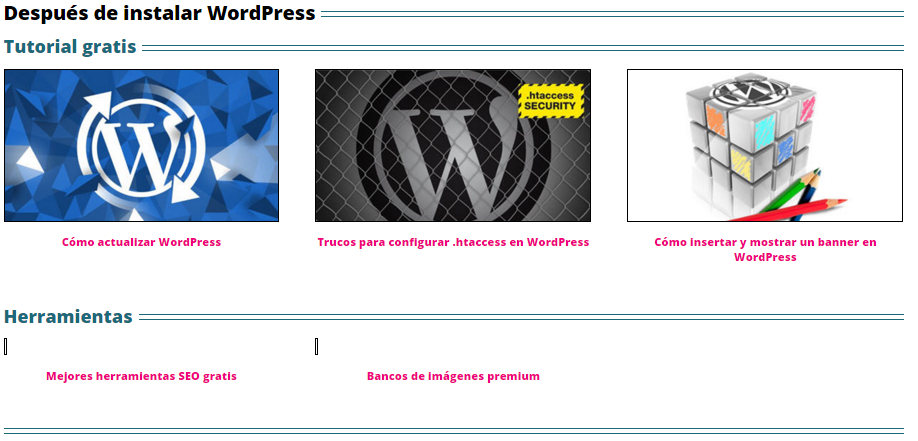 Después de instalar WordPress
Tutorial gratis
.htaccess
SECURITY
Cómo actualizar WordPress
Trucos para configurar .htaccess en WordPress
Cómo insertar y mostrar un banner en
WordPress
Herramientas
Mejores herramientas SEO gratis
Bancos de imágenes premium